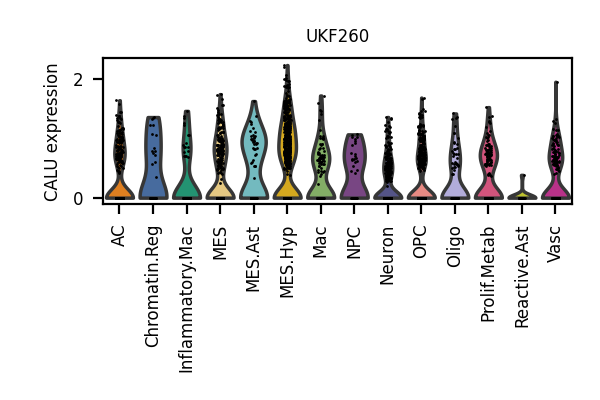 UKF260
CALU expression
2
0
AC
Chromatin.Reg
Inflammatory.Mac
MES
MES.Ast
MES.Hyp
Mac
NPC
Neuron
OPC
Oligo
Prolif.Metab
Reactive.Ast
Vasc